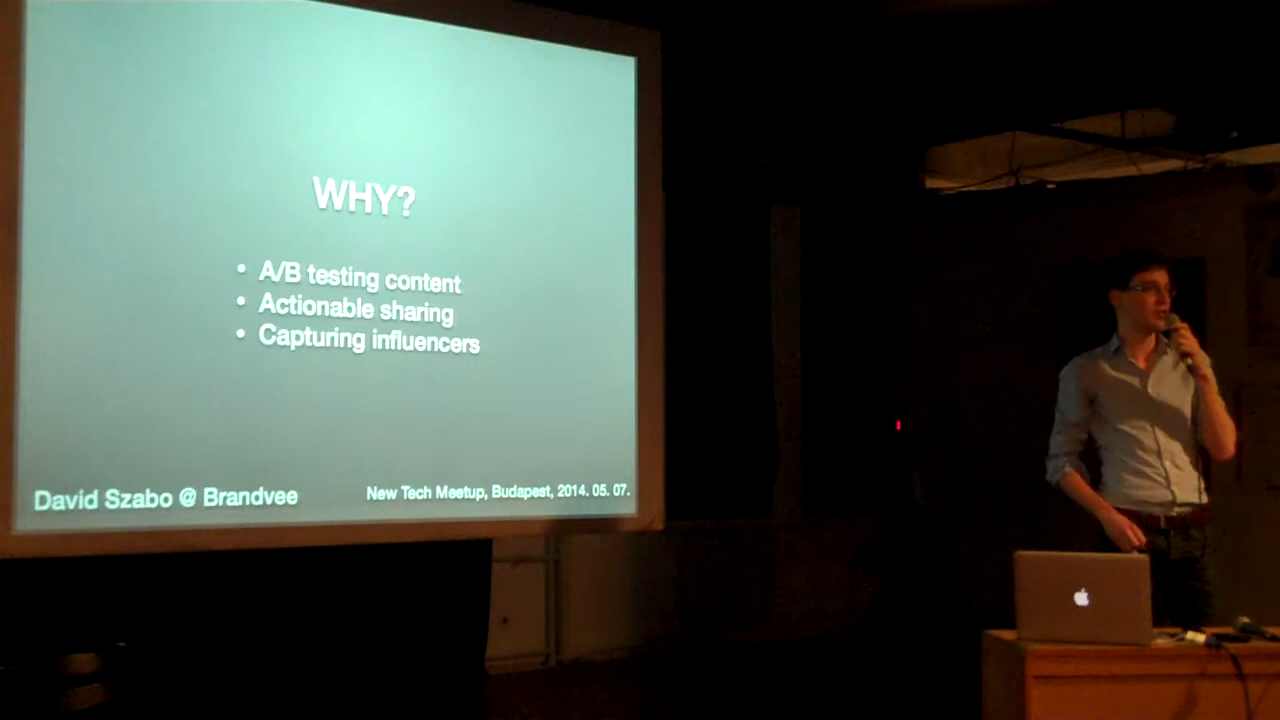 WHY?
• A/B testing content
• Actionable sharing
• Capturing influencers
David Szabo @ Brandvee
New Tech Meetup, Budapest, 2014. 05. 07.